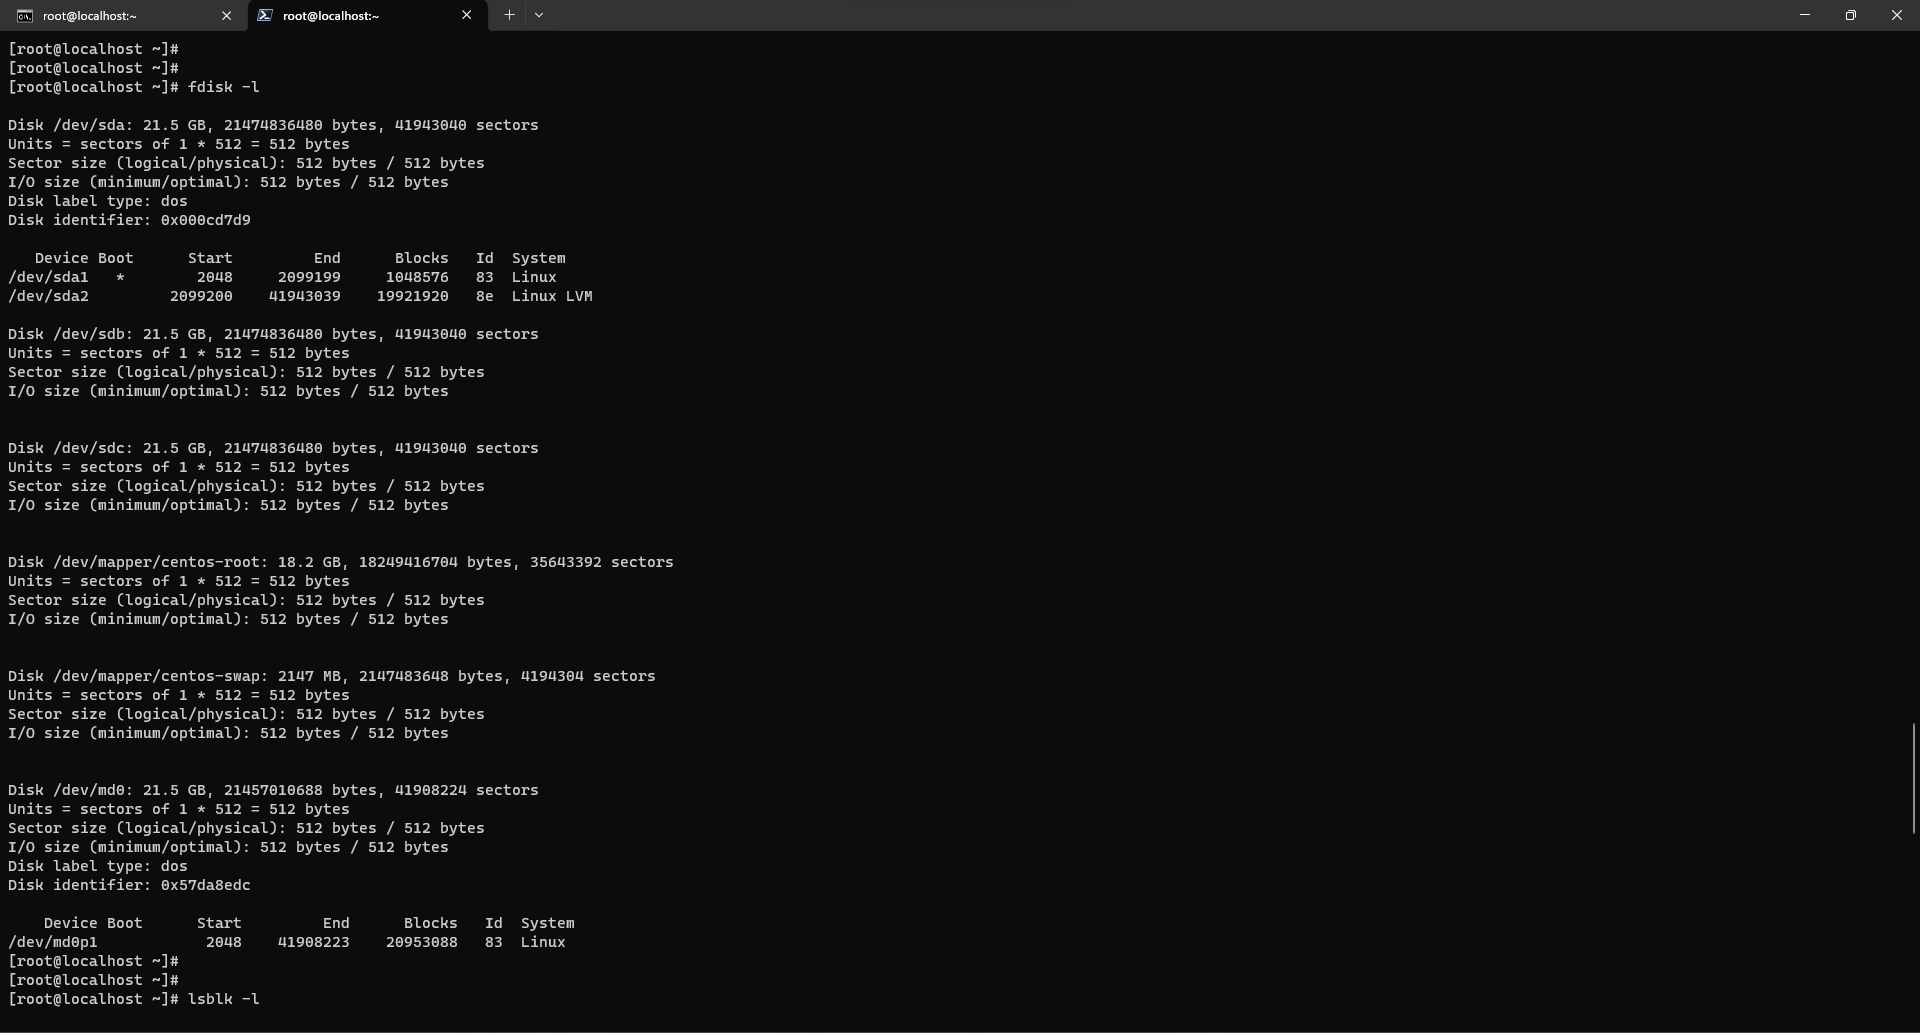 root@localhost:~
root@localhost:~
[root@localhost ~]#
[root@localhost ~]#
[root@localhost ~]# fdisk -l
Disk /dev/sda: 21.5 GB, 21474836480 bytes, 41943040 sectors
Units = sectors of 1 * 512 = 512 bytes
Sector size (logical/physical): 512 bytes / 512 bytes
I/O size (minimum/optimal): 512 bytes / 512 bytes
Disk label type: dos
Disk identifier: 0x000cd7d9
Device Boot Start End Blocks Id System
/dev/sda1 * 2048 2099199 1048576 83 Linux
/dev/sda2 2099200 41943039 19921920 8e Linux LVM
Disk /dev/sdb: 21.5 GB, 21474836480 bytes, 41943040 sectors
Units = sectors of 1 * 512 = 512 bytes
Sector size (logical/physical): 512 bytes / 512 bytes
I/O size (minimum/optimal): 512 bytes / 512 bytes
Disk /dev/sdc: 21.5 GB, 21474836480 bytes, 41943040 sectors
Units = sectors of 1 * 512 = 512 bytes
Sector size (logical/physical): 512 bytes / 512 bytes
I/O size (minimum/optimal): 512 bytes / 512 bytes
Disk /dev/mapper/centos-root: 18.2 GB, 18249416704 bytes, 35643392 sectors
Units = sectors of 1 * 512 = 512 bytes
Sector size (logical/physical): 512 bytes / 512 bytes
I/O size (minimum/optimal): 512 bytes / 512 bytes
Disk /dev/mapper/centos-swap: 2147 MB, 2147483648 bytes, 4194304 sectors
Units = sectors of 1 * 512 = 512 bytes
Sector size (logical/physical): 512 bytes / 512 bytes
I/O size (minimum/optimal): 512 bytes / 512 bytes
Disk /dev/md0: 21.5 GB, 21457010688 bytes, 41908224 sectors
Units = sectors of 1 * 512 = 512 bytes
Sector size (logical/physical): 512 bytes / 512 bytes
I/O size (minimum/optimal): 512 bytes / 512 bytes
Disk label type: dos
Disk identifier: 0x57da8edc
Device Boot Start End Blocks Id System
/dev/md0p1 2048 41908223 20953088 83 Linux
[root@localhost ~]#
[root@localhost ~]#
[root@localhost ~]# lsblk -l